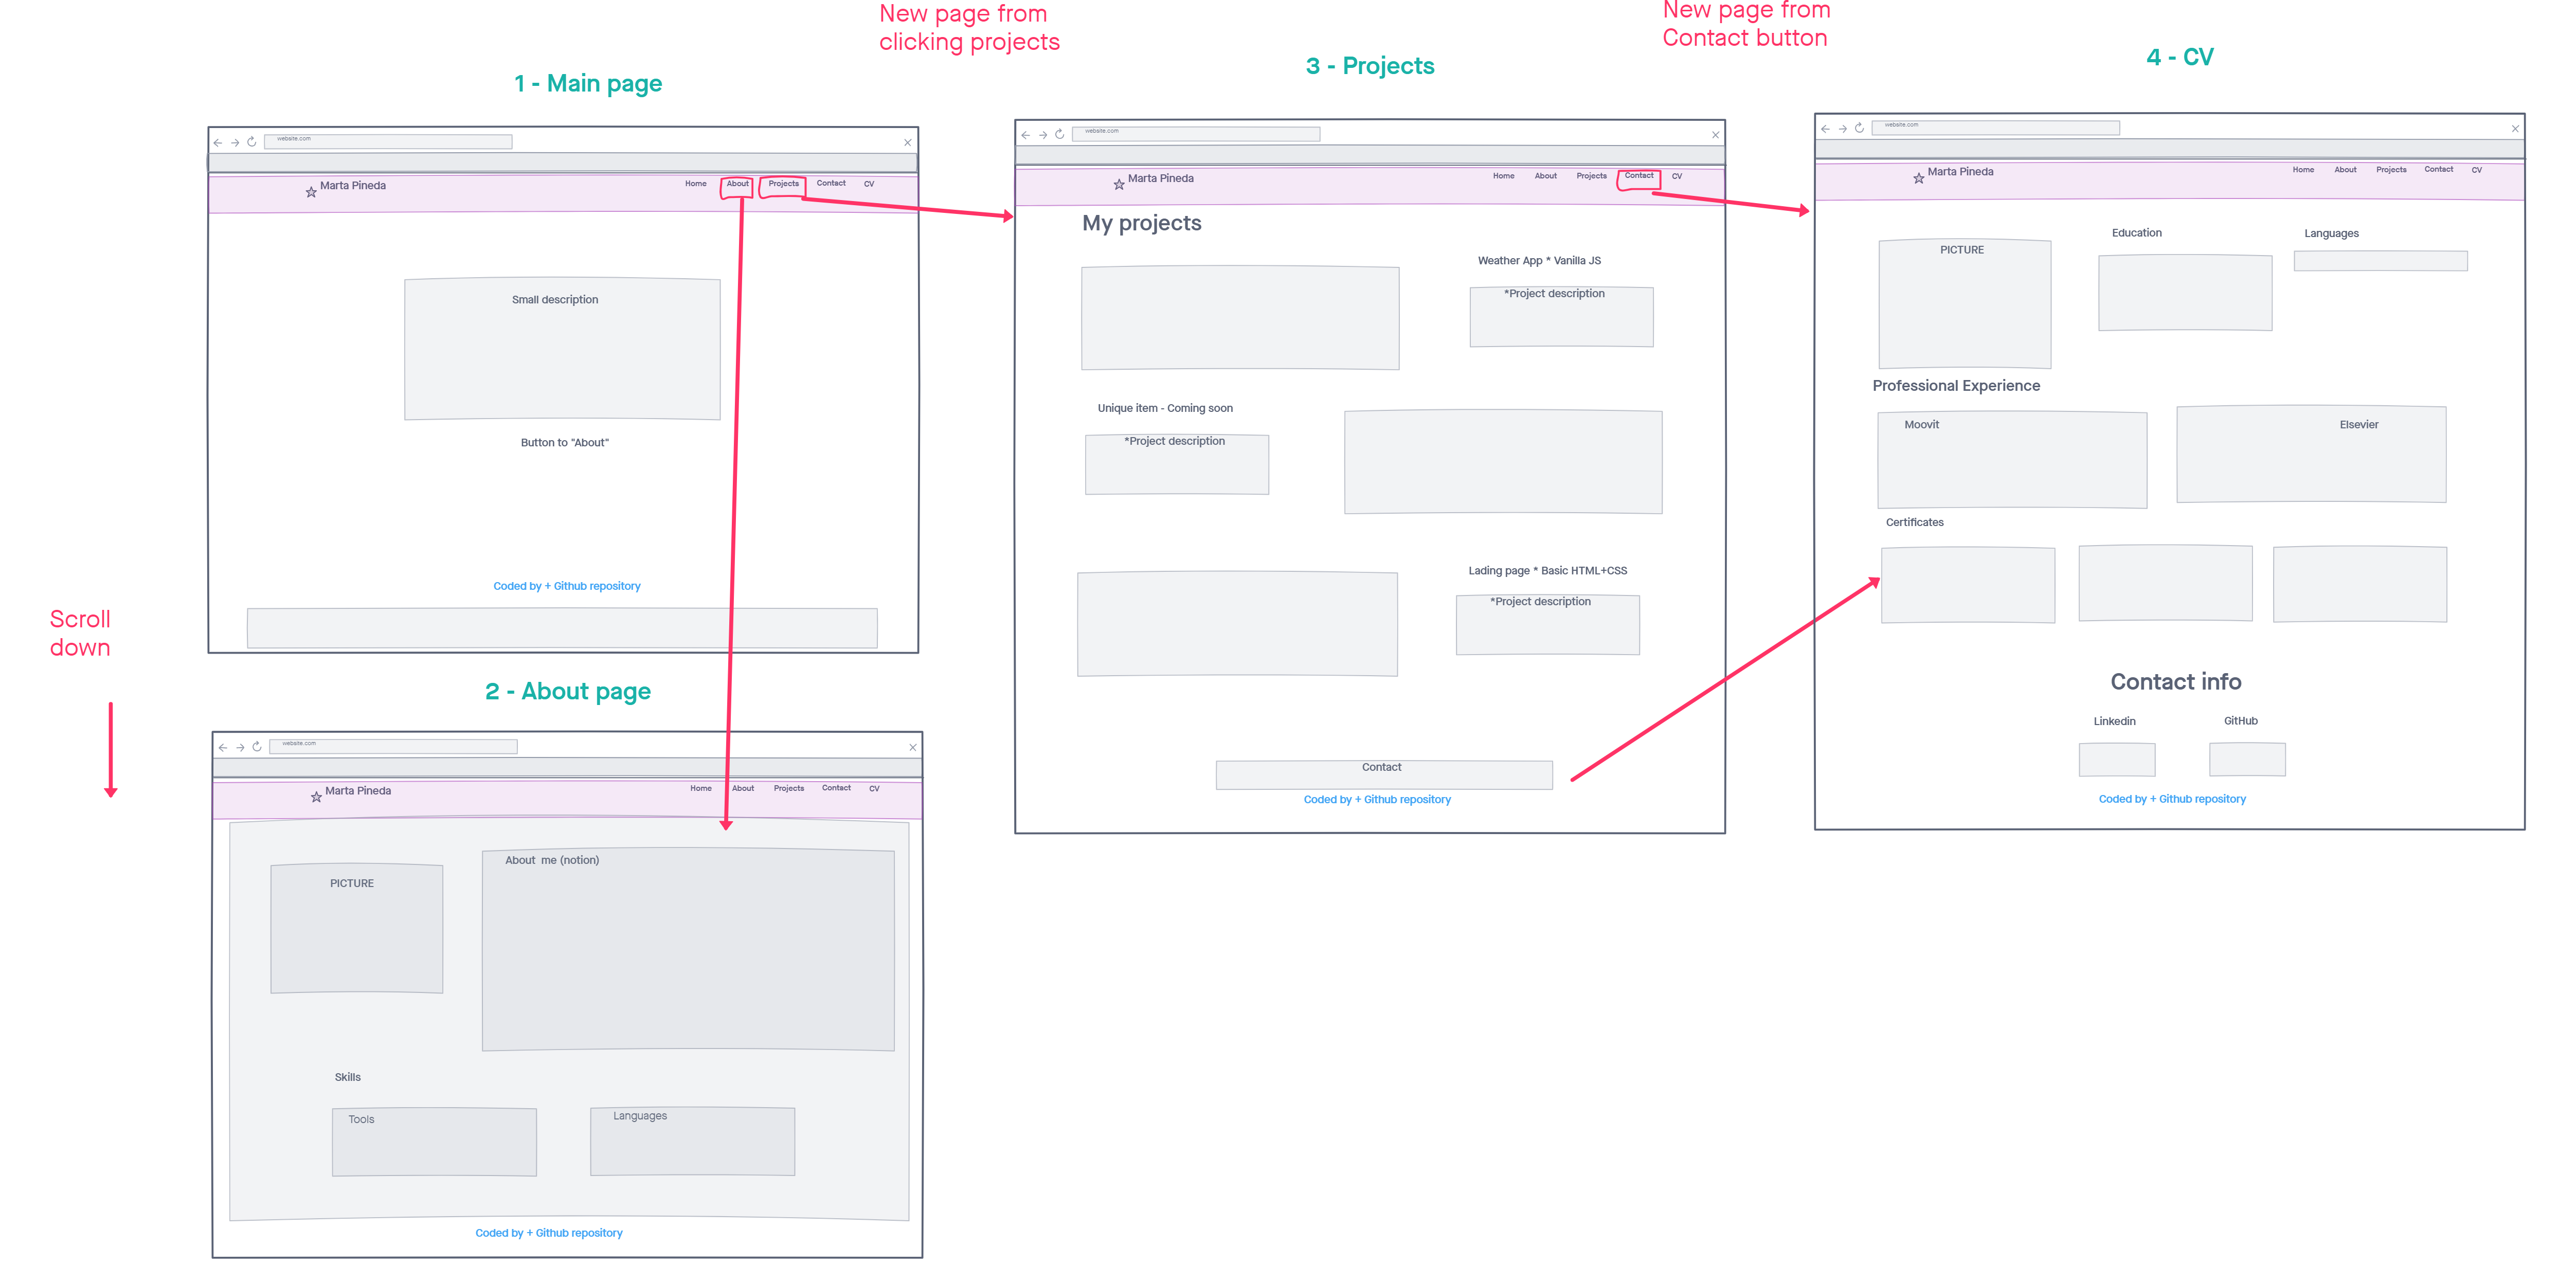 New page from
clicking projects
New page from
Contact button
1 - Main page
website.com
Marta Pineda
Home About Projects Contact CV
Small description
Button to "About"
Coded by + Github repository
Scroll
down
2 - About page
website.com
Marta Pineda
Home About Projects Contact CV
PICTURE
About me (notion)
Skills
Tools
Languages
Coded by + Github repository
3 - Projects
website.com
Marta Pineda
Home About Projects Contact CV
My projects
Weather App * Vanilla JS
*Project description
Unique item - Coming soon
*Project description
Lading page * Basic HTML+CSS
*Project description
Contact
Coded by + Github repository
4 - CV
website.com
Marta Pineda
Home About Projects Contact CV
PICTURE
Education
Languages
Professional Experience
Moovit
Elsevier
Certificates
Contact info
Linkedin
GitHub
Coded by + Github repository